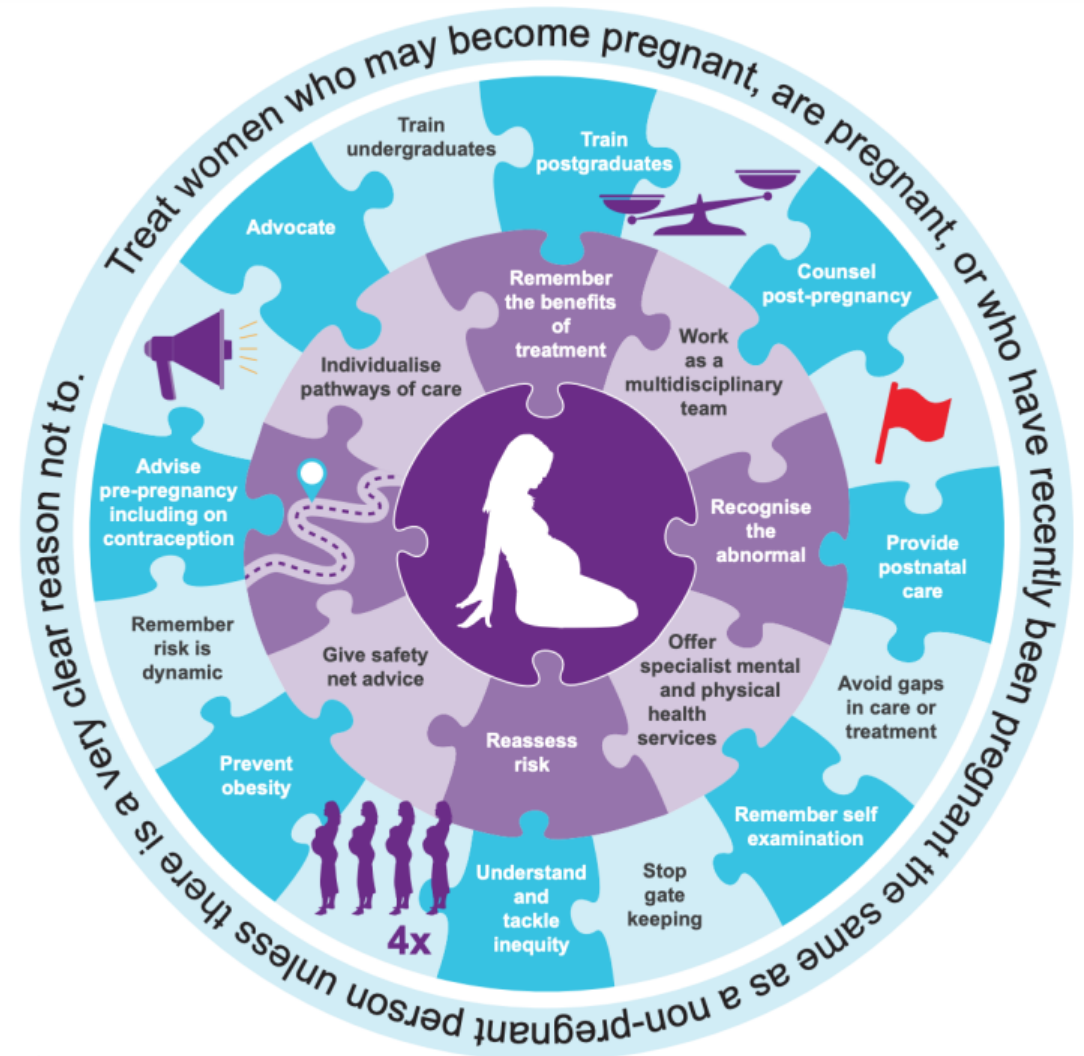 Treat women who may become pregnant, are pregnant, or who have recently been pregnant the same as a non-pregnant person unless there is a very clear reason not to.
Train
undergraduates
Train
postgraduates
Counsel
post-pregnancy
Provide
postnatal
care
Avoid gaps
in care or
treatment
Remember self
examination
Stop
gate
keeping
Understand
and
tackle
inequity
4x
Prevent
obesity
Remember
risk is
dynamic
Advise
pre-pregnancy
including on
contraception
Advocate
Remember
the benefits
of
treatment
Work
as a
multidisciplinary
team
Recognise
the
abnormal
Offer
specialist mental
and physical
health
services
Reassess
risk
Give safety
net advice
Individualise
pathways of care